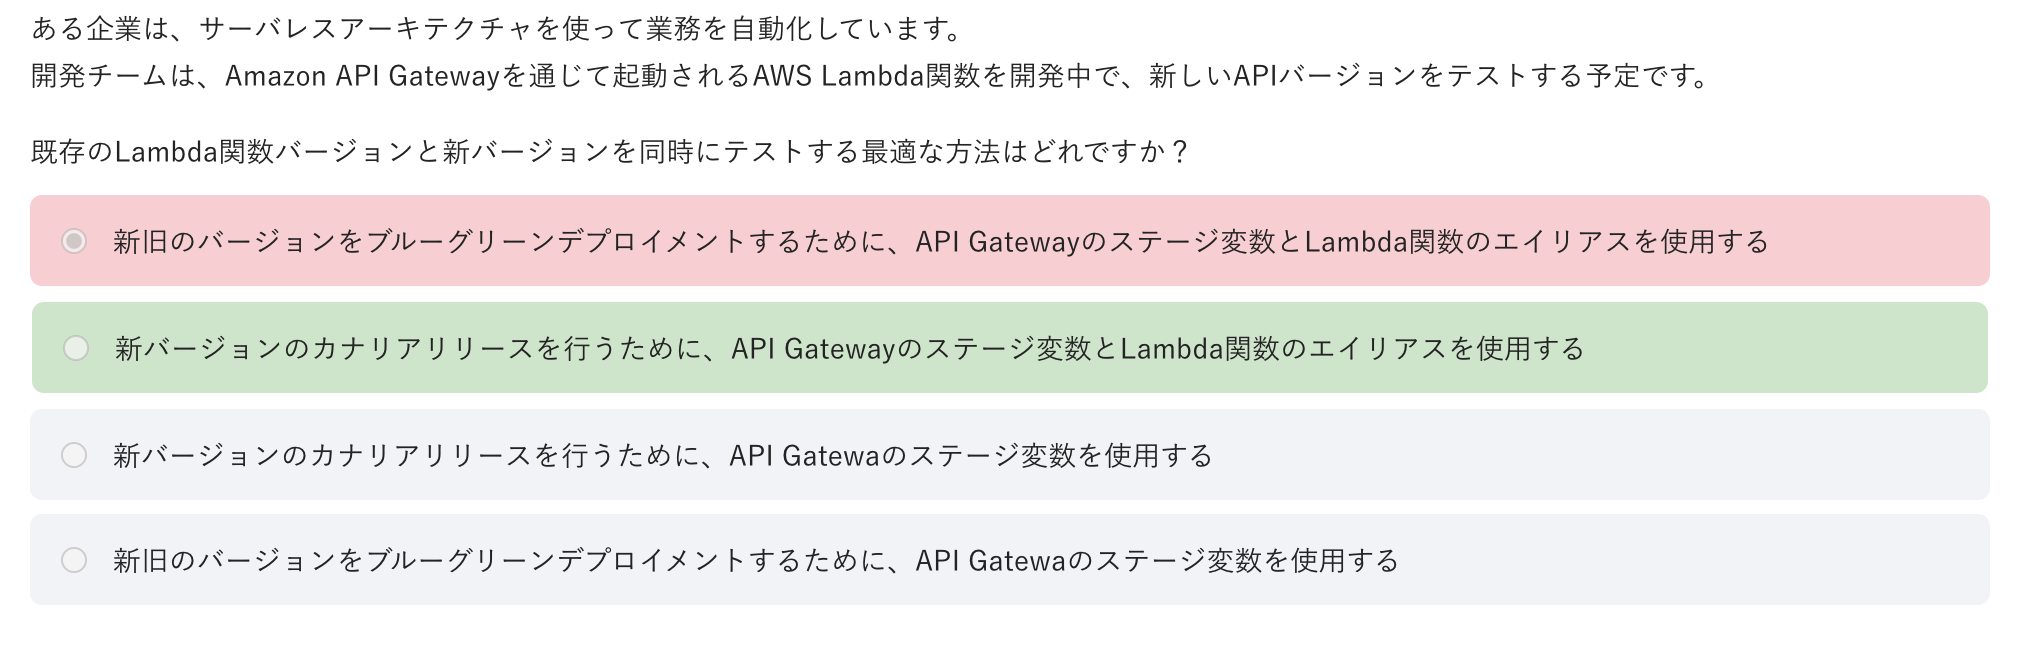 ある企業は、サーバレスアーキテクチャを使って業務を自動化しています。
開発チームは、Amazon API Gatewayを通じて起動されるAWS Lambda関数を開発中で、新しいAPIバージョンをテストする予定です。
既存のLambda関数バージョンと新バージョンを同時にテストする最適な方法はどれですか？
新旧のバージョンをブルーグリーンデプロイメントするために、API Gatewayのステージ変数とLambda関数のエイリアスを使用する
新バージョンのカナリアリリースを行うために、API Gatewayのステージ変数とLambda関数のエイリアスを使用する
新バージョンのカナリアリリースを行うために、API Gatewaのステージ変数を使用する
新旧のバージョンをブルーグリーンデプロイメントするために、API Gatewaのステージ変数を使用する